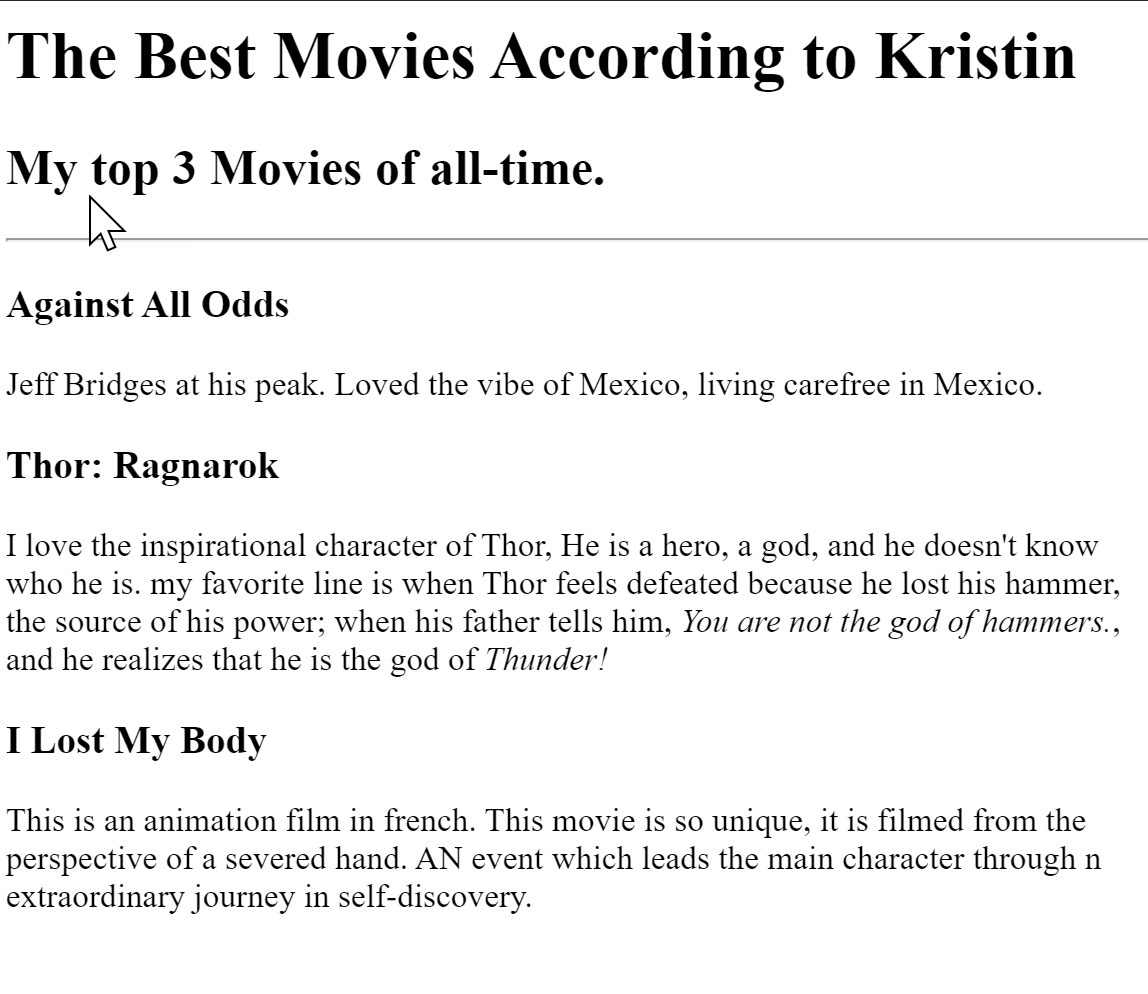 The Best Movies According to Kristin
My top 3 Movies of all-time.
Against All Odds
Jeff Bridges at his peak. Loved the vibe of Mexico, living carefree in Mexico.
Thor: Ragnarok
I love the inspirational character of Thor, He is a hero, a god, and he doesn't know
who he is. my favorite line is when Thor feels defeated because he lost his hammer,
the source of his power; when his father tells him, You are not the god of hammers.,
and he realizes that he is the god of Thunder!
I Lost My Body
This is an animation film in french. This movie is so unique, it is filmed from the
perspective of a severed hand. AN event which leads the main character through n
extraordinary journey in self-discovery.